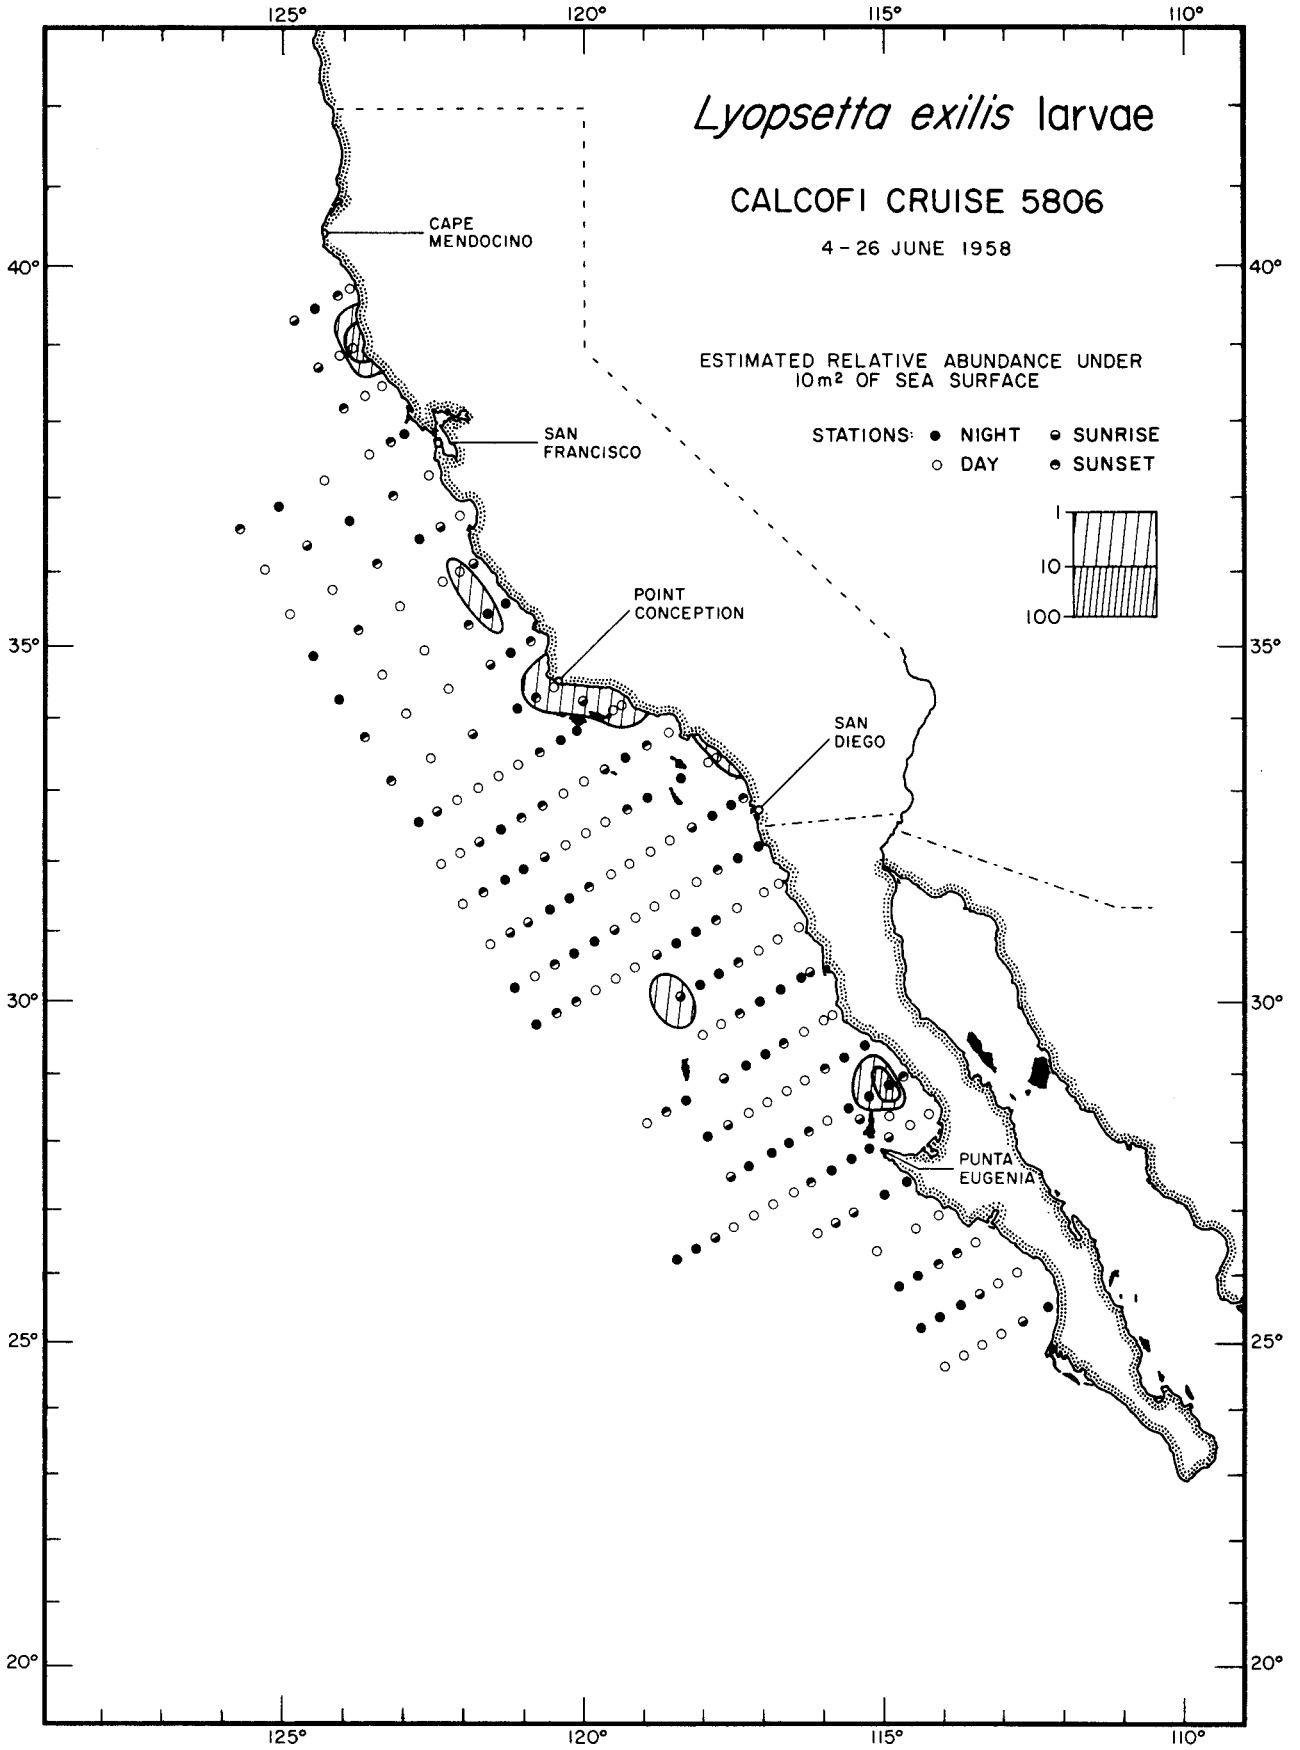 125° 120° 115° 110°
Lyopsetta exilis larvae
CALCOFI CRUISE 5806
4-26 JUNE 1958
CAPE
MENDOCINO
40° 40°
ESTIMATED RELATIVE ABUNDANCE UNDER
10m² OF SEA SURFACE
STATIONS: ● NIGHT SUNRISE
○ DAY SUNSET
SAN
FRANCISCO
1
10
100
POINT
CONCEPTION
35° 35°
SAN
DIEGO
30° 30°
PUNTA
EUGENIA
25° 25°
20° 20°
125° 120° 115° 110°